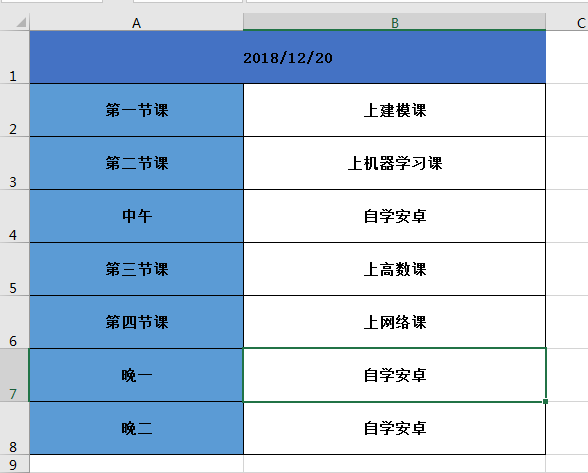 A B C
1 2018/12/20
2 第一节课 上建模课
3 第二节课 上机器学习课
4 中午 自学安卓
5 第三节课 上高数课
6 第四节课 上网络课
7 晚一 自学安卓
8 晚二 自学安卓
9